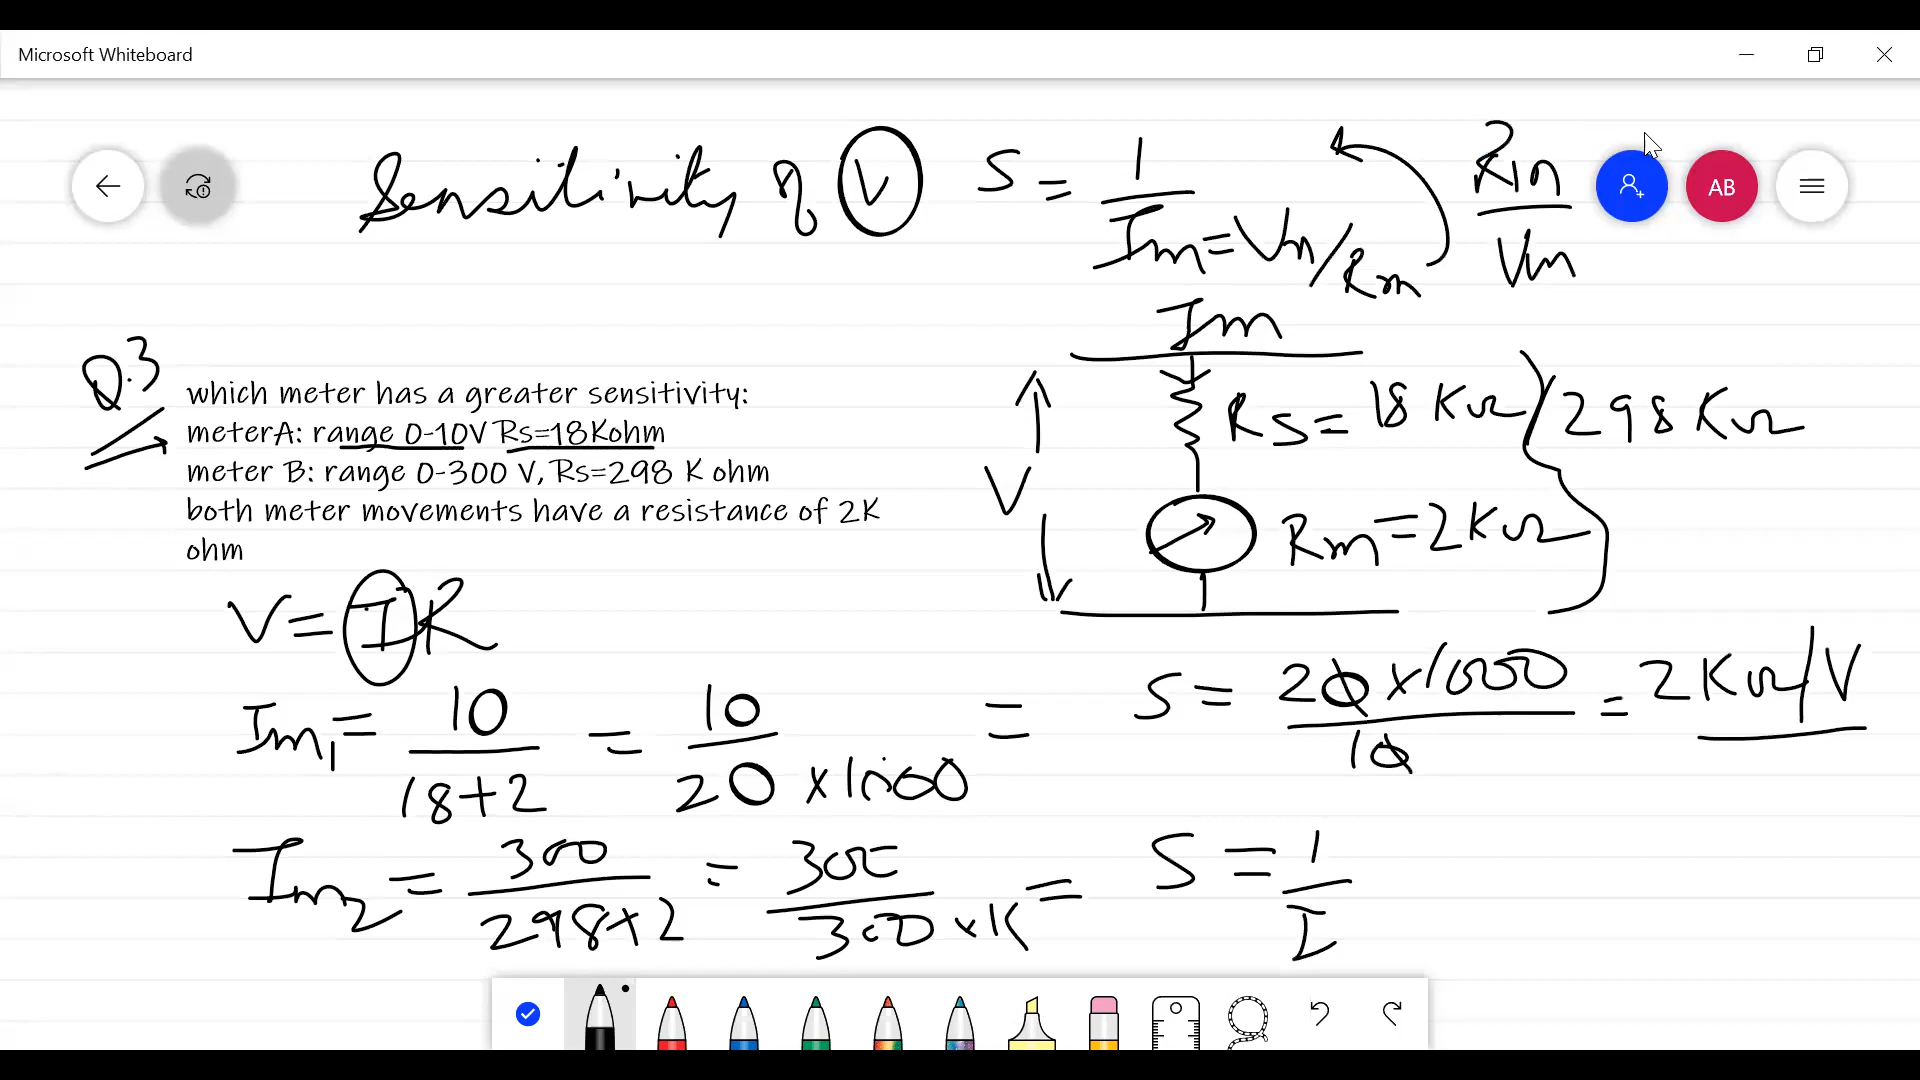 Microsoft Whiteboard
Sensitivity of V S = 1/Im = Vm/Rm Rm/Vm
AB
Im
Q.3
which meter has a greater sensitivity:
meterA: range 0-10V Rs=18Kohm
meter B: range 0-300 V, Rs=298 K ohm
both meter movements have a resistance of 2K
ohm
Rs = 18 KΩ / 298 KΩ
V
Rm = 2KΩ
V = IR
Im1 = 10/18+2 = 10/20 x 1000 = S = 20 x 1000/10 = 2KΩ/V
Im2 = 300/298+2 = 300/300 x K = S = 1/I